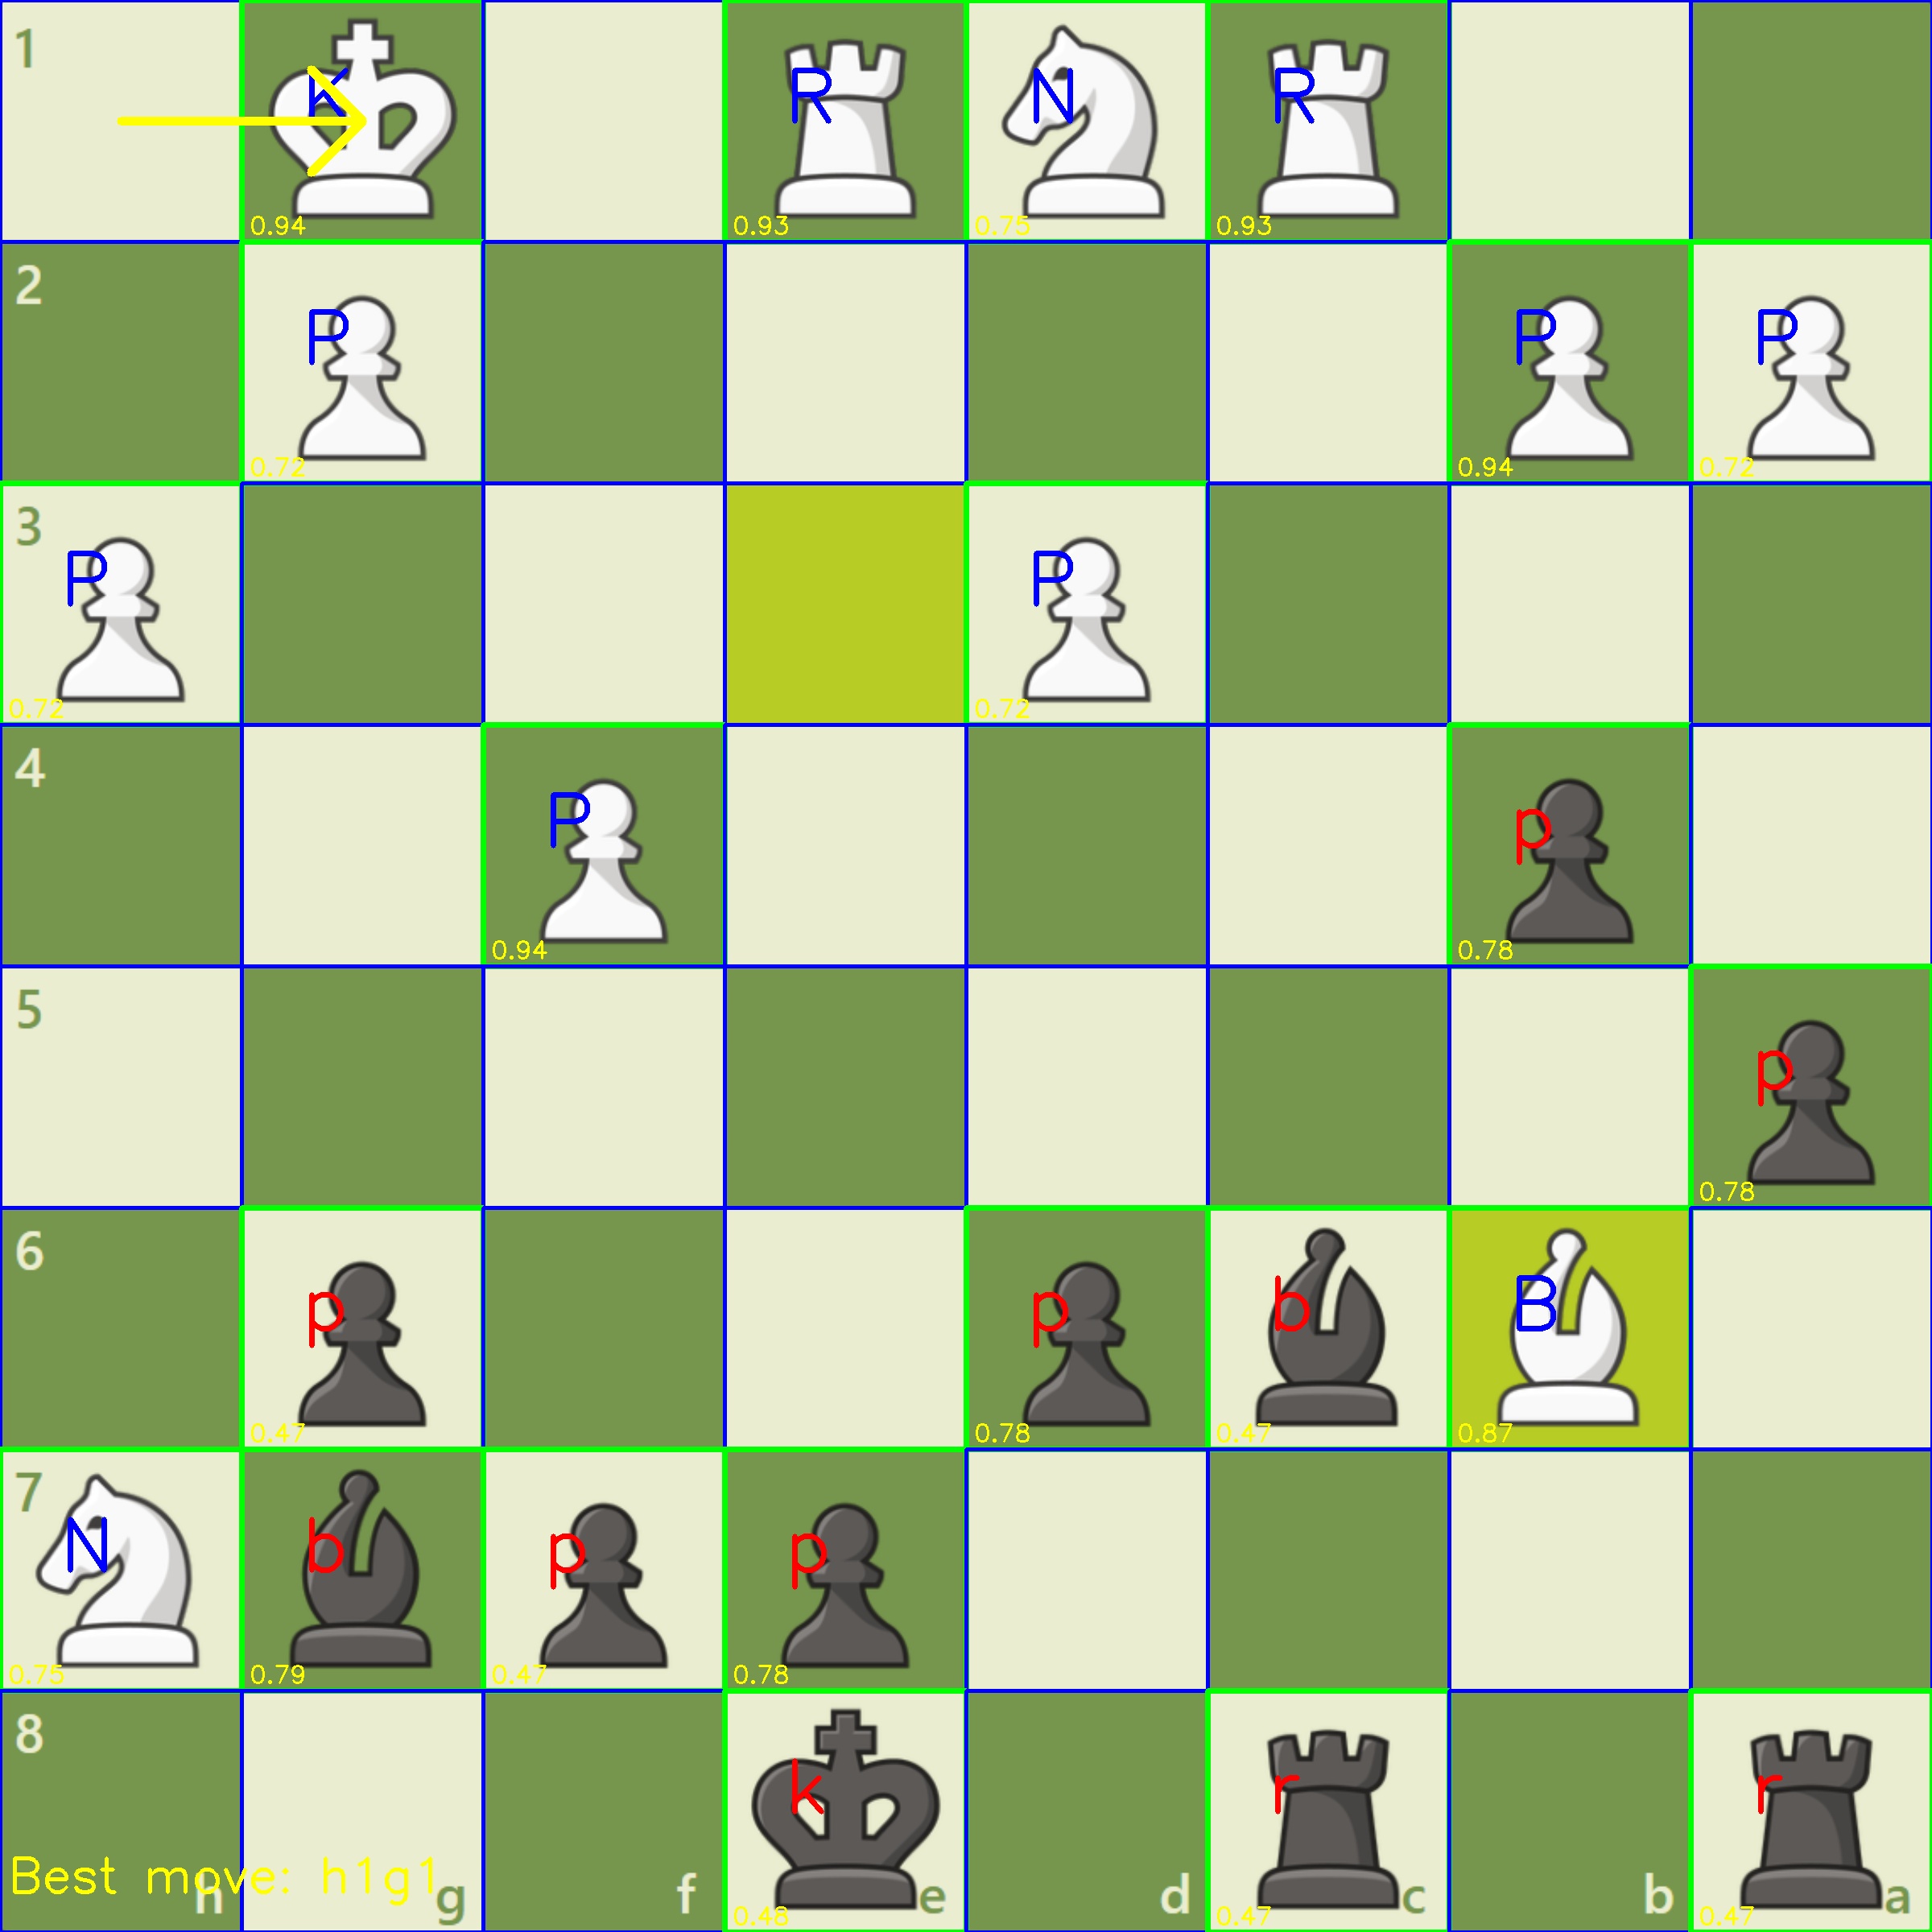 1 K R N R
0.94 0.93 0.75 0.93
2 P P P
0.72 0.94 0.72
3 P P
0.72 0.72
4 P p
0.94 0.78
5 p
0.78
6 p p b B
0.47 0.78 0.47 0.87
7 N b p p
0.75 0.79 0.47 0.78
8 k r r
Best move: h1g1
h g f e d c b a
0.48 0.47 0.47